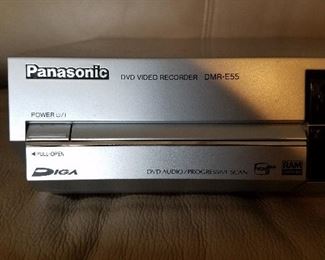 Panasonic DVD VIDEO RECORDER DMR-E55
POWER
◄ PULL-OPEN
DIGA DVD AUDIO/PROGRESSIVE SCAN RAM